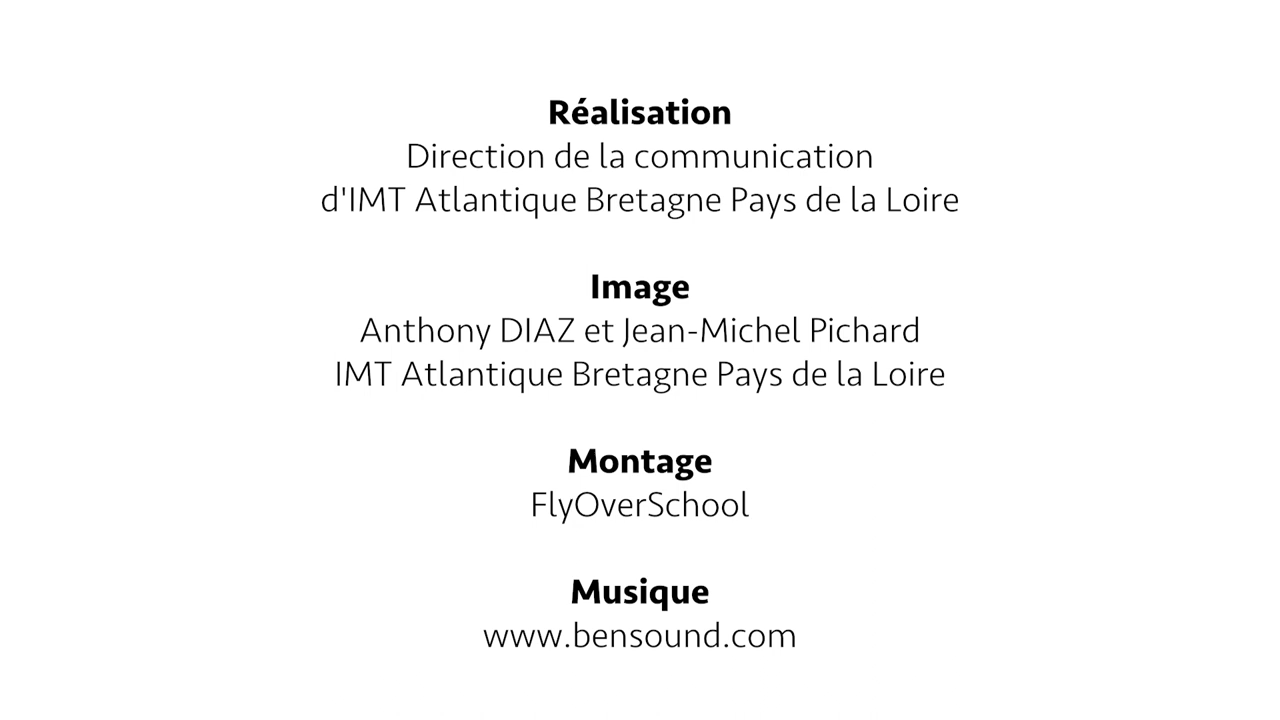 Réalisation
Direction de la communication
d'IMT Atlantique Bretagne Pays de la Loire
Image
Anthony DIAZ et Jean-Michel Pichard
IMT Atlantique Bretagne Pays de la Loire
Montage
FlyOverSchool
Musique
www.bensound.com